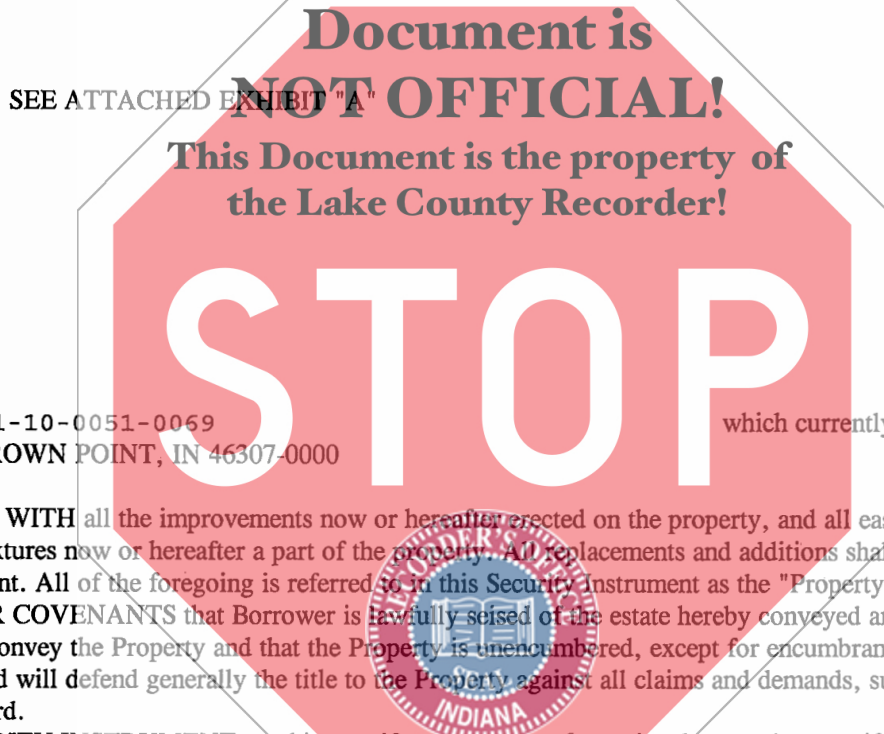 Document is
NOT OFFICIAL!
SEE ATTACHED EXHIBIT "A"
This Document is the property of
the Lake County Recorder!
STOP
1-10-0051-0069 which currently
ROWN POINT, IN 46307-0000
WITH all the improvements now or hereafter erected on the property, and all eas
xtures now or hereafter a part of the property. All replacements and additions shal
nt. All of the foregoing is referred to in this Security Instrument as the "Property
R COVENANTS that Borrower is lawfully seised of the estate hereby conveyed an
onvey the Property and that the Property is unencumbered, except for encumbran
d will defend generally the title to the Property against all claims and demands, su
rd.
RECORDER'S OFFICE
SEAL
INDIANA